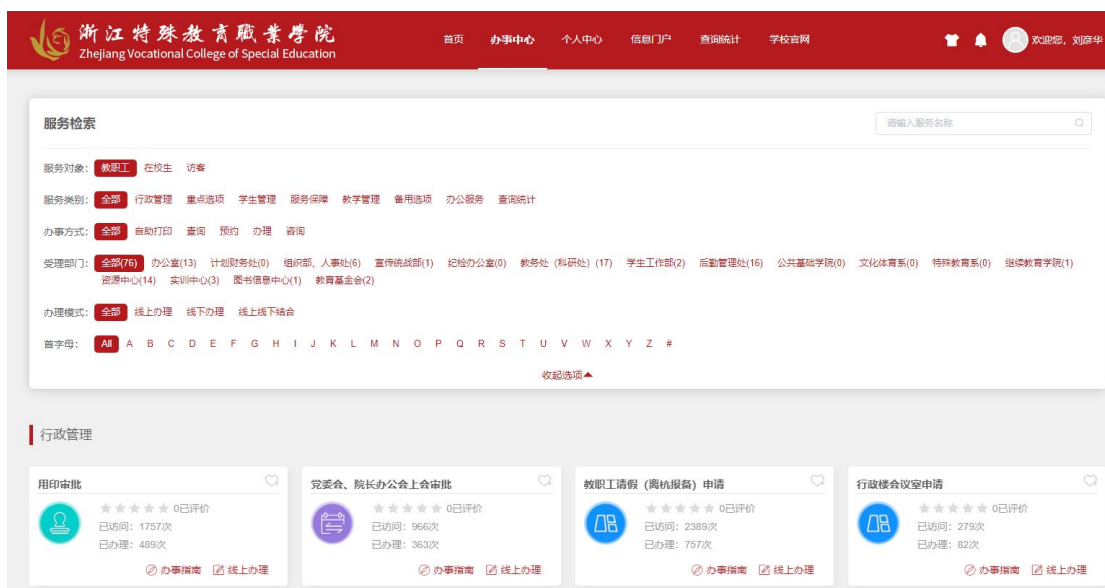 浙江特殊教育職業學院
Zhejiang Vocational College of Special Education
首页 办事中心 个人中心 信息门户 查询统计 学校官网
欢迎您, 刘彦华
服务检索
请输入服务名称
服务对象: 教职工 在校生 访客
服务类别: 全部 行政管理 重点选项 学生管理 服务保障 教学管理 备用选项 办公服务 查询统计
办事方式: 全部 自助打印 查询 预约 办理 咨询
受理部门: 全部(76) 办公室(13) 计划财务处(0) 组织部、人事处(6) 宣传统战部(1) 纪检办公室(0) 教务处 (科研处) (17) 学生工作部(2) 后勤管理处(16) 公共基础学院(0) 文化体育系(0) 特殊教育系(0) 继续教育学院(1)
资源中心(14) 实训中心(3) 图书信息中心(1) 教育基金会(2)
办理模式: 全部 线上办理 线下办理 线上线下结合
首字母: All A B C D E F G H I J K L M N O P Q R S T U V W X Y Z #
收起选项
行政管理
用印审批
0已评价
已访问: 1757次
已办理: 489次
办事指南 线上办理
党委会、院长办公会上会审批
0已评价
已访问: 966次
已办理: 363次
办事指南 线上办理
教职工请假 (离杭报备) 申请
0已评价
已访问: 2389次
已办理: 757次
办事指南 线上办理
行政楼会议室申请
0已评价
已访问: 279次
已办理: 82次
办事指南 线上办理